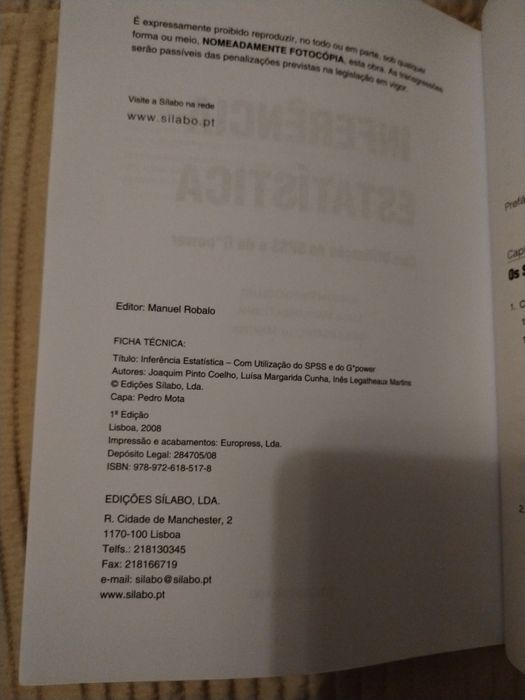 É expressamente proibido reproduzir, no todo ou em parte, sob qualquer
forma ou meio, NOMEADAMENTE FOTOCÓPIA, esta obra. As transgressões
serão passíveis das penalizações previstas na legislação em vigor.
Visite a Sílabo na rede
www.silabo.pt
Editor: Manuel Robalo
FICHA TÉCNICA:
Título: Inferência Estatística – Com Utilização do SPSS e do G*power
Autores: Joaquim Pinto Coelho, Luísa Margarida Cunha, Inês Legatheaux Martins
© Edições Sílabo, Lda.
Capa: Pedro Mota
1ª Edição
Lisboa, 2008
Impressão e acabamentos: Europress, Lda.
Depósito Legal: 284705/08
ISBN: 978-972-618-517-8
EDIÇÕES SÍLABO, LDA.
R. Cidade de Manchester, 2
1170-100 Lisboa
Telfs.: 218130345
Fax: 218166719
e-mail: silabo@silabo.pt
www.silabo.pt